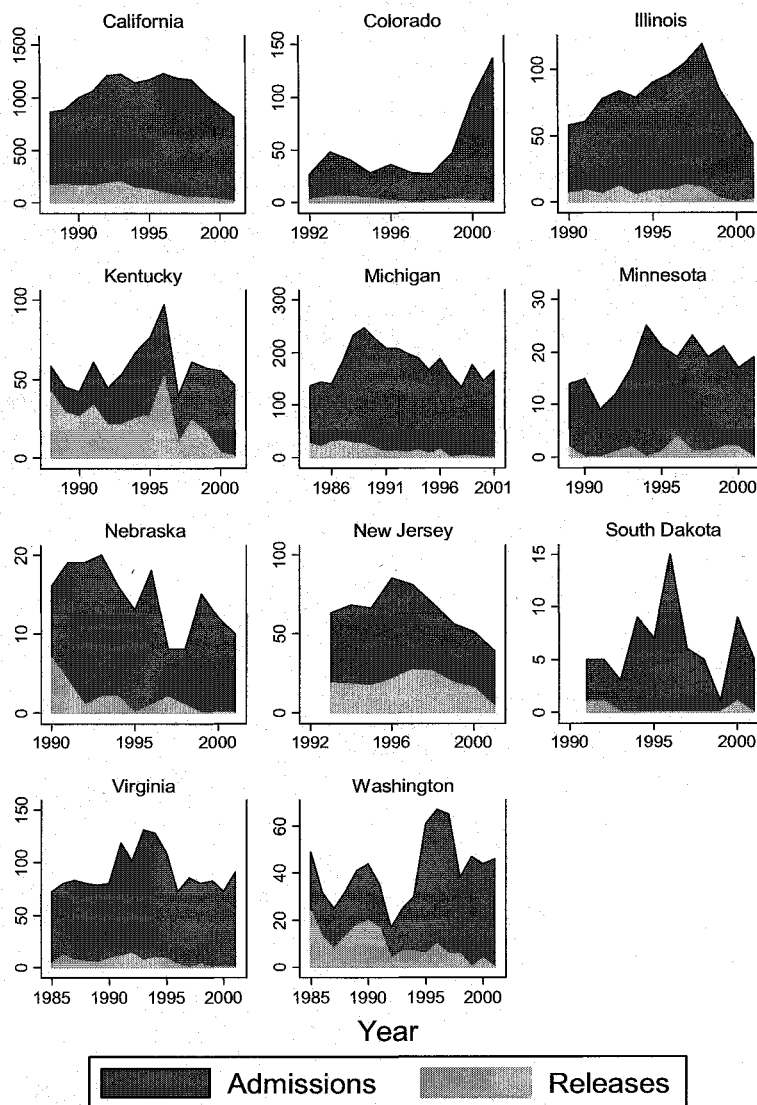 California Colorado Illinois
1500
1000
500
0
1990 1995 2000
150
100
50
0
1992 1996 2000
100
50
0
1990 1995 2000
Kentucky Michigan Minnesota
100
50
0
1990 1995 2000
300
200
100
0
1986 1991 1996 2001
30
20
10
0
1990 1995 2000
Nebraska New Jersey South Dakota
20
10
0
1990 1995 2000
100
50
0
1992 1996 2000
15
10
5
0
1990 1995 2000
Virginia Washington
150
100
50
0
1985 1990 1995 2000
60
40
20
0
1985 1990 1995 2000
Year
Admissions Releases